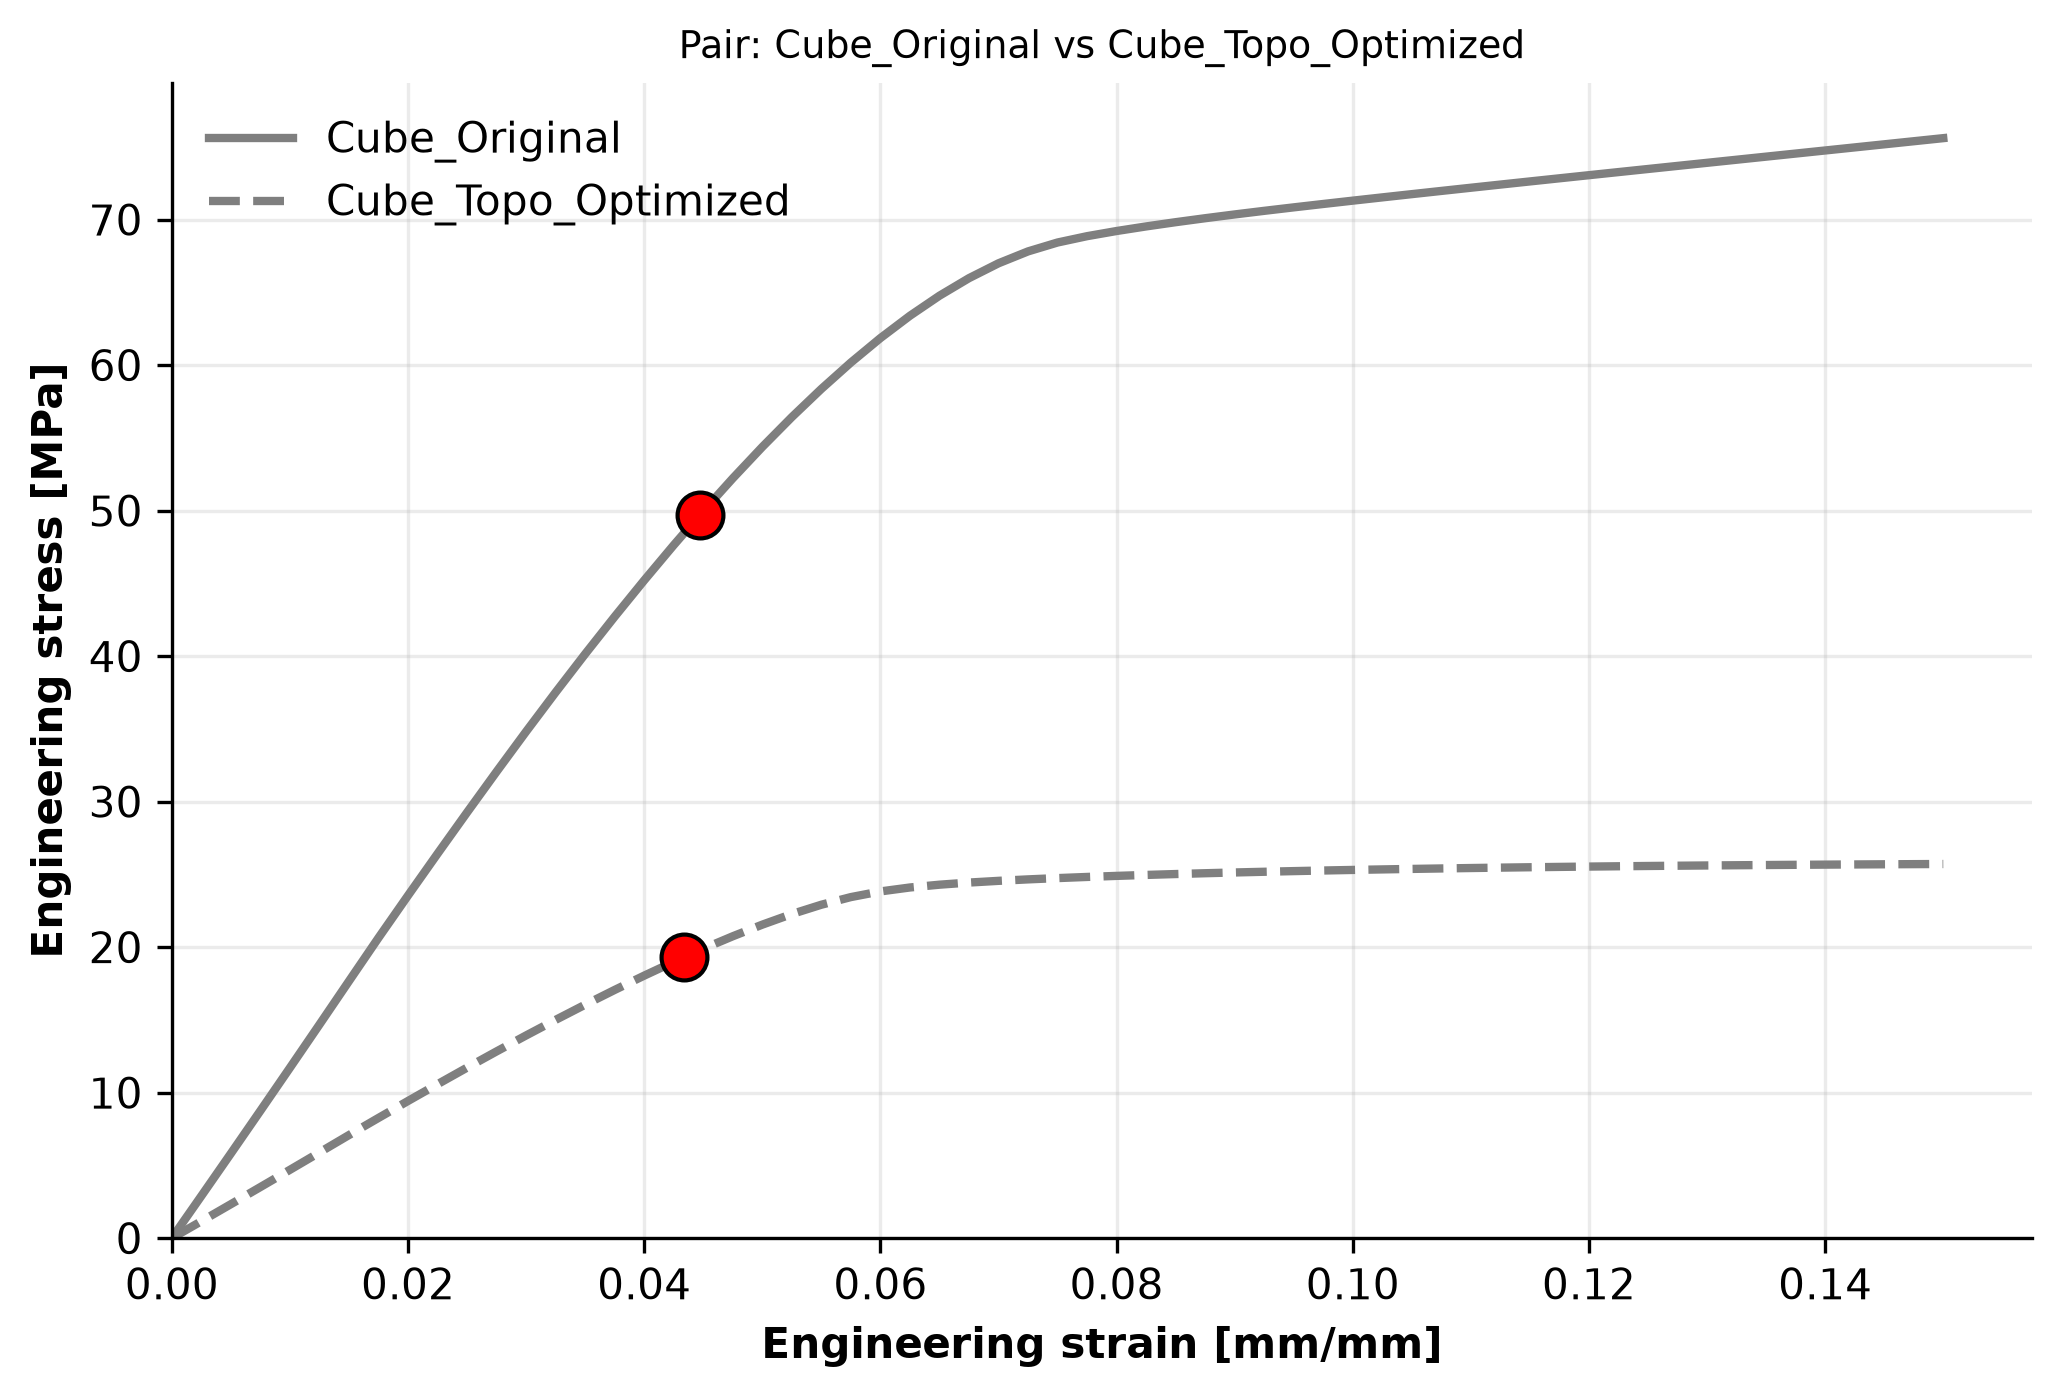 Pair: Cube_Original vs Cube_Topo_Optimized
Cube_Original
Cube_Topo_Optimized
Engineering stress [MPa]
70
60
50
40
30
20
10
0
0.00 0.02 0.04 0.06 0.08 0.10 0.12 0.14
Engineering strain [mm/mm]